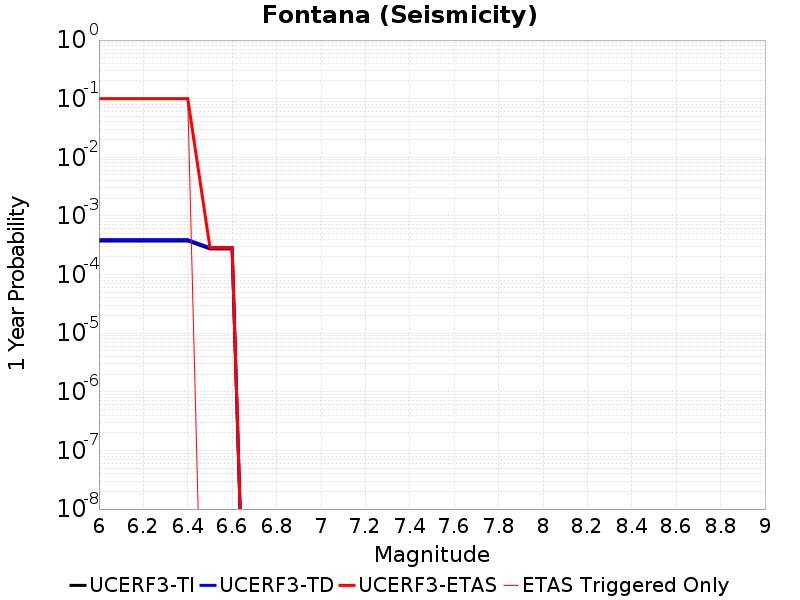 Fontana (Seismicity)
10^0
10^-1
10^-2
10^-3
10^-4
10^-5
10^-6
10^-7
10^-8
1 Year Probability
6 6.2 6.4 6.6 6.8 7 7.2 7.4 7.6 7.8 8 8.2 8.4 8.6 8.8 9
Magnitude
UCERF3-TI UCERF3-TD UCERF3-ETAS ETAS Triggered Only